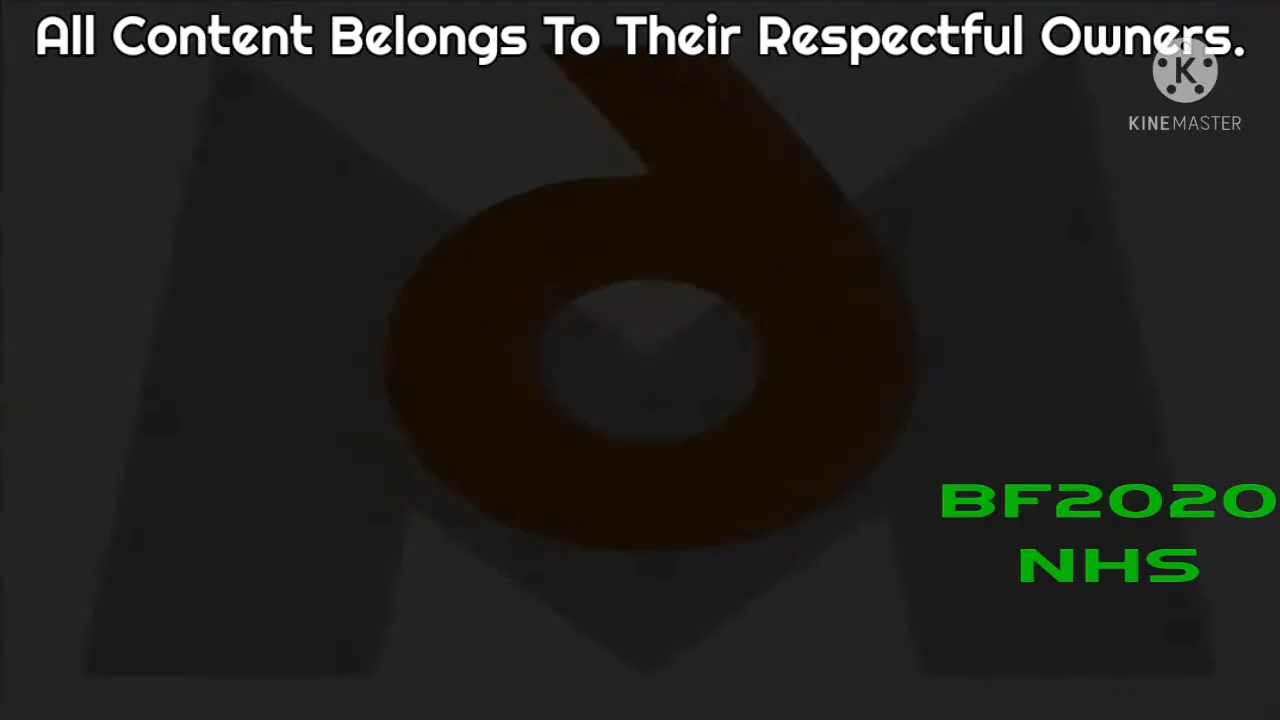 All Content Belongs To Their Respectful Owners.
K
KINEMASTER
BF2020
NHS